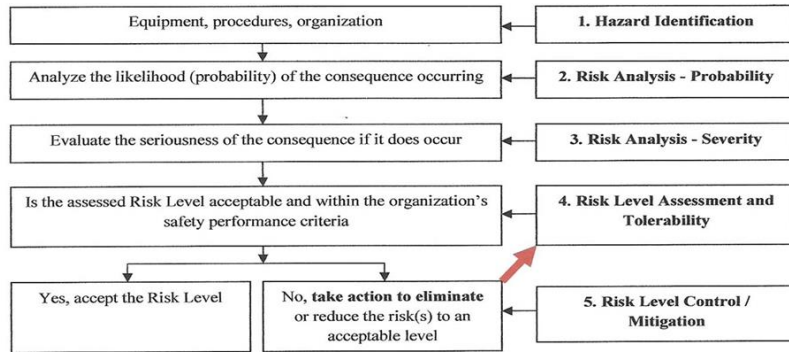 Equipment, procedures, organization
1. Hazard Identification
Analyze the likelihood (probability) of the consequence occurring
2. Risk Analysis - Probability
Evaluate the seriousness of the consequence if it does occur
3. Risk Analysis - Severity
Is the assessed Risk Level acceptable and within the organization's
safety performance criteria
4. Risk Level Assessment and
Tolerability
Yes, accept the Risk Level
No, take action to eliminate
or reduce the risk(s) to an
acceptable level
5. Risk Level Control /
Mitigation